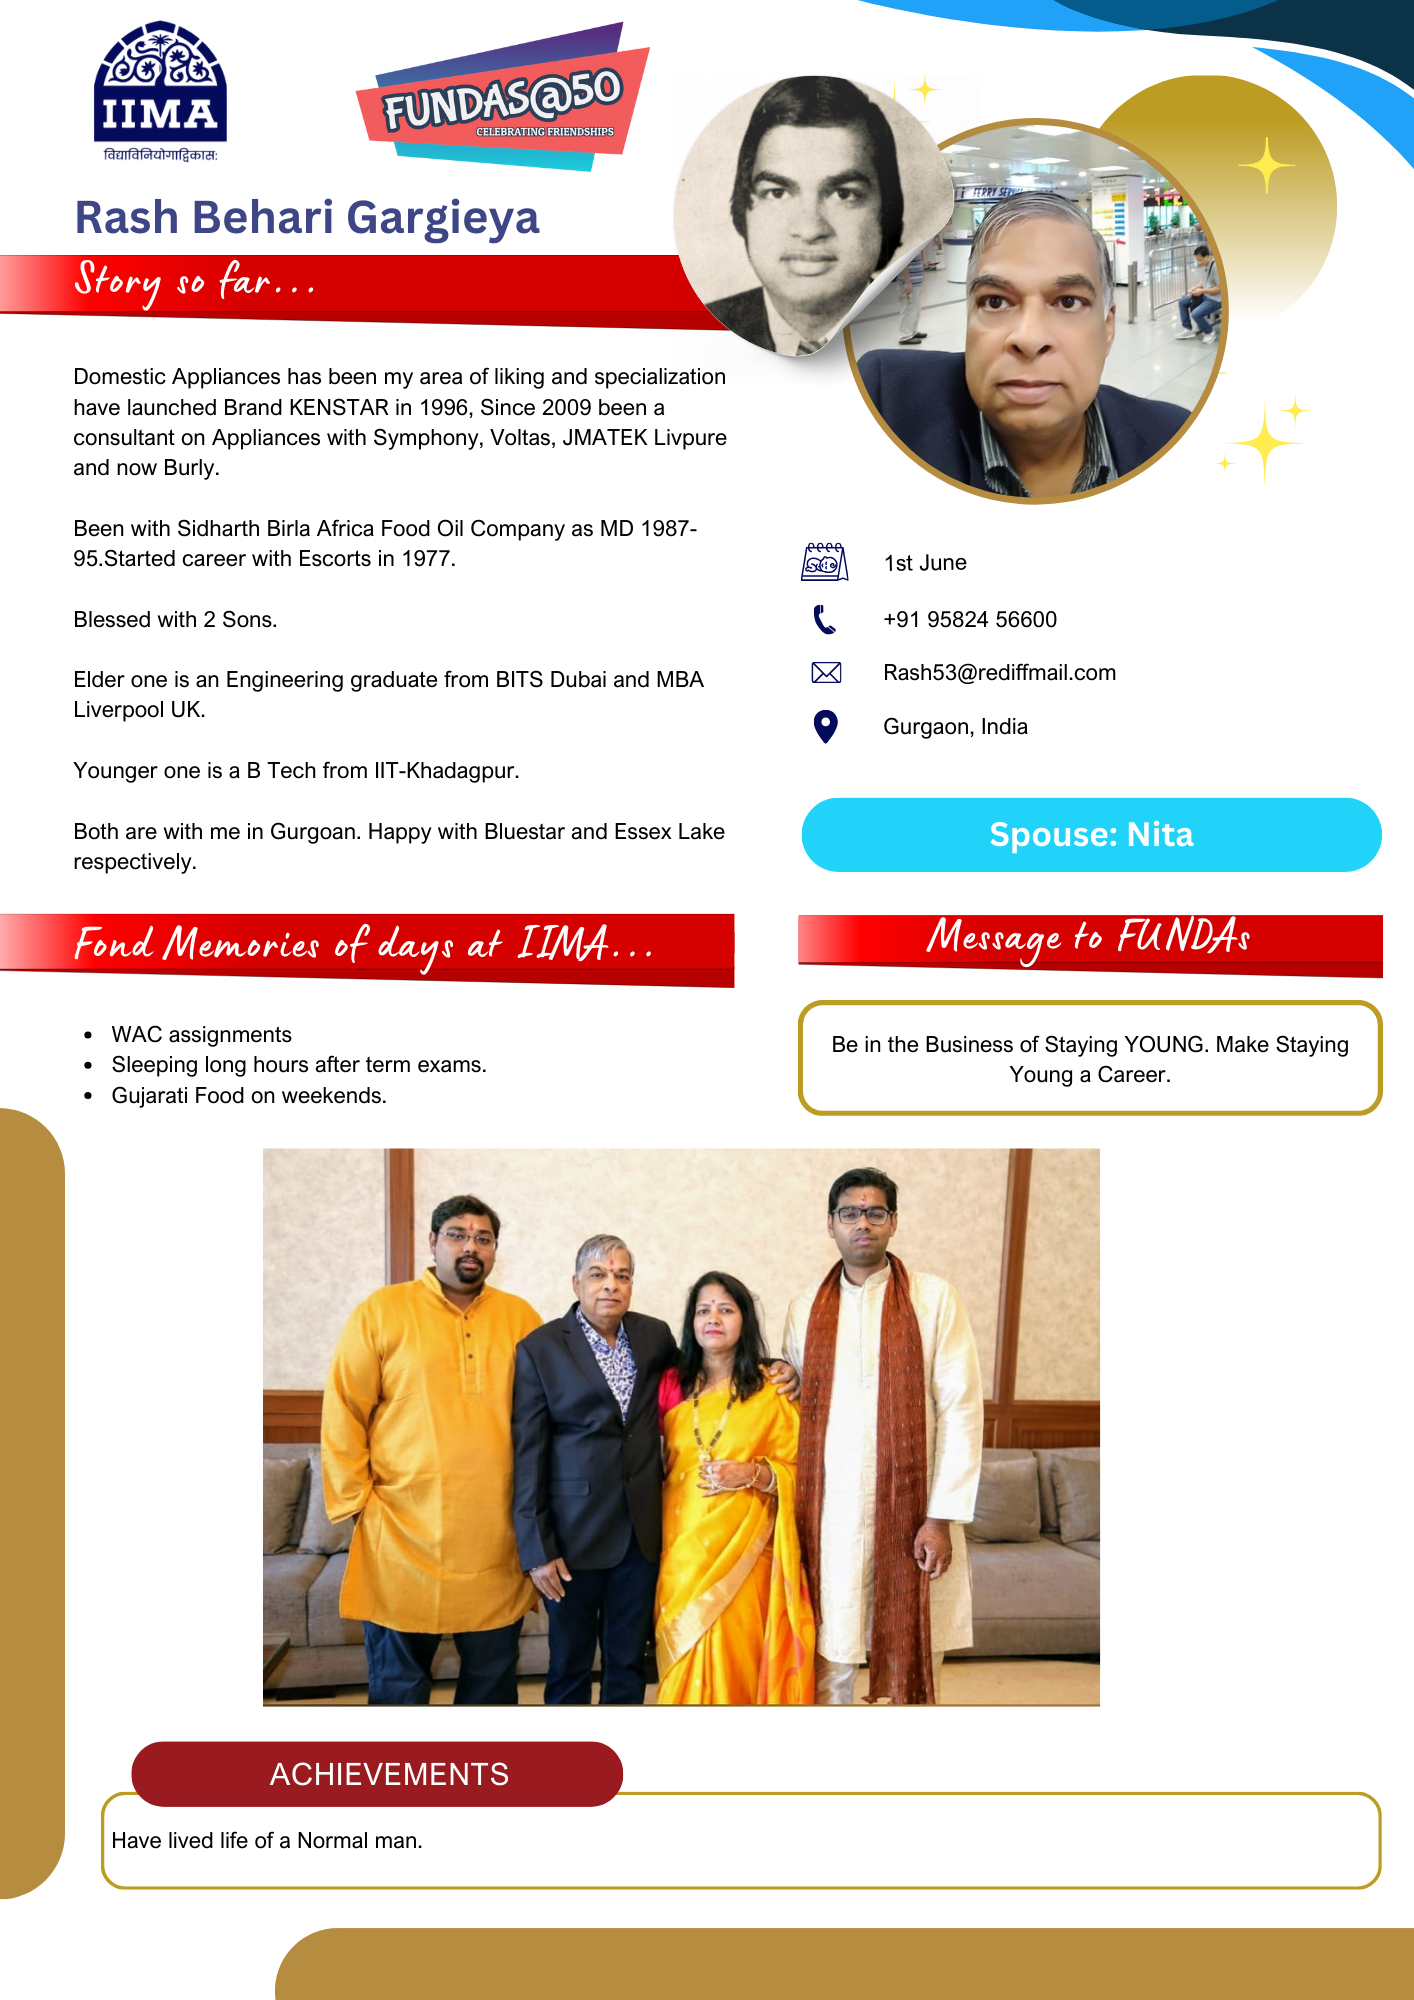 IIMA
विद्याविनियोगाद्विकासः
FUNDAS@50
CELEBRATING FRIENDSHIPS
Rash Behari Gargieya
Story so far...
FERRY SERV
Domestic Appliances has been my area of liking and specialization
have launched Brand KENSTAR in 1996, Since 2009 been a
consultant on Appliances with Symphony, Voltas, JMATEK Livpure
and now Burly.
Been with Sidharth Birla Africa Food Oil Company as MD 1987-
95.Started career with Escorts in 1977.
Blessed with 2 Sons.
Elder one is an Engineering graduate from BITS Dubai and MBA
Liverpool UK.
Younger one is a B Tech from IIT-Khadagpur.
Both are with me in Gurgoan. Happy with Bluestar and Essex Lake
respectively.
1st June
+91 95824 56600
Rash53@rediffmail.com
Gurgaon, India
Spouse: Nita
Fond Memories of days at IIMA...
WAC assignments
Sleeping long hours after term exams.
Gujarati Food on weekends.
Message to FUNDAs
Be in the Business of Staying YOUNG. Make Staying
Young a Career.
ACHIEVEMENTS
Have lived life of a Normal man.